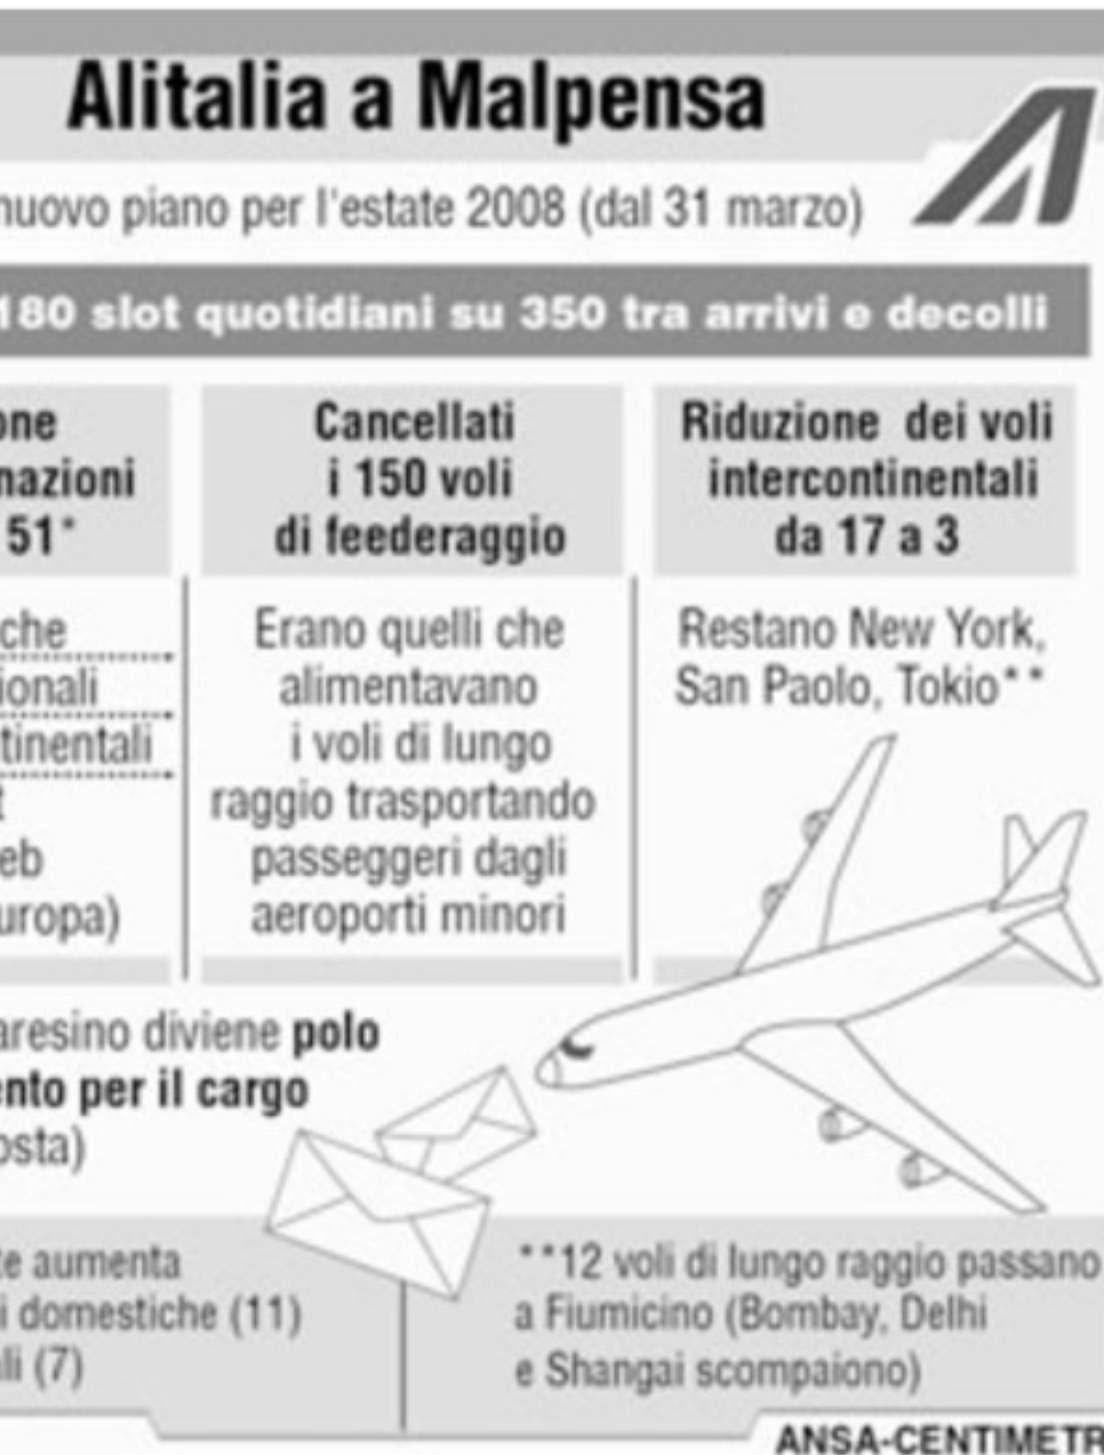 Alitalia a Malpensa
nuovo piano per l'estate 2008 (dal 31 marzo)
180 slot quotidiani su 350 tra arrivi e decolli
one
nazioni
51*
che
ionali
tinentali
t
eb
uropa)
Cancellati
i 150 voli
di feederaggio
Erano quelli che
alimentavano
i voli di lungo
raggio trasportando
passeggeri dagli
aeroporti minori
Riduzione dei voli
intercontinentali
da 17 a 3
Restano New York,
San Paolo, Tokio**
aresino diviene polo
ento per il cargo
osta)
te aumenta
i domestiche (11)
ali (7)
**12 voli di lungo raggio passano
a Fiumicino (Bombay, Delhi
e Shangai scompaiono)
ANSA-CENTIMETR